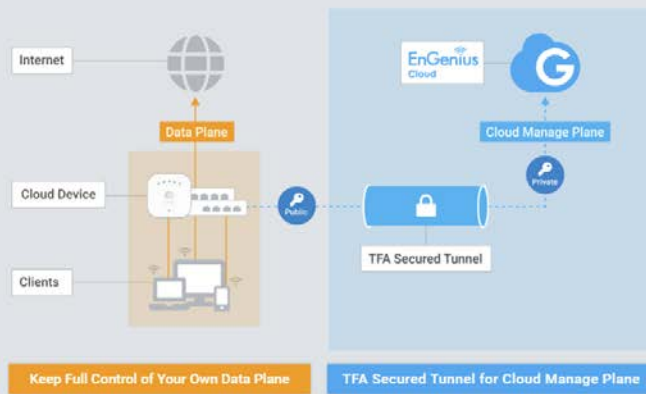 Internet
EnGenius
Cloud
Data Plane
Cloud Manage Plane
Cloud Device
Public
Private
TFA Secured Tunnel
Clients
Keep Full Control of Your Own Data Plane
TFA Secured Tunnel for Cloud Manage Plane